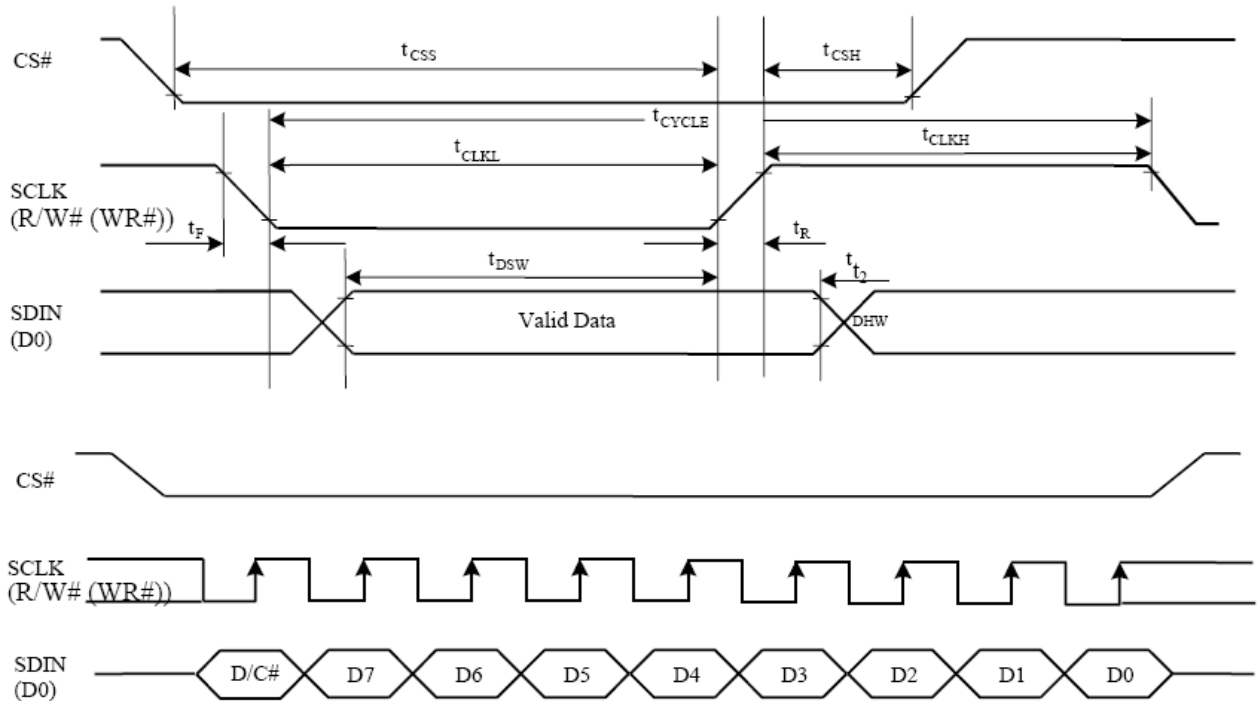 CS#
tCSS
tCSH
tCYCLE
tCLKL
tCLKH
SCLK
(R/W# (WR#))
tF
tR
tDSW
t
t2
SDIN
(D0)
Valid Data
DHW
CS#
SCLK
(R/W# (WR#))
SDIN
(D0)
D/C#
D7
D6
D5
D4
D3
D2
D1
D0